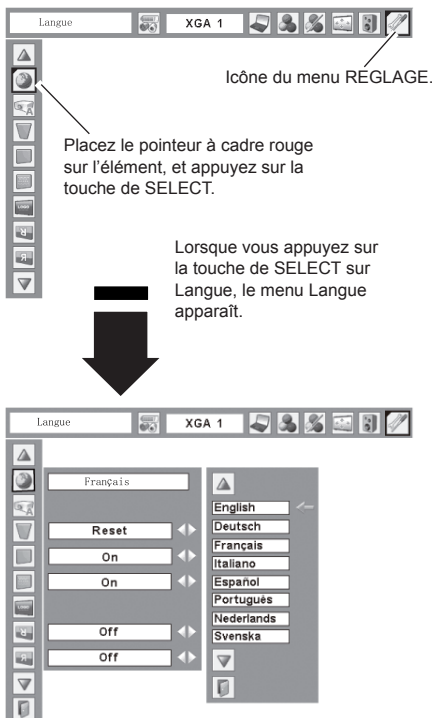 Langue
XGA 1
Icône du menu REGLAGE.
Placez le pointeur à cadre rouge
sur l'élément, et appuyez sur la
touche de SELECT.
Lorsque vous appuyez sur
la touche de SELECT sur
Langue, le menu Langue
apparaît.
Langue
XGA 1
Français
Reset
On
On
Off
Off
English
Deutsch
Français
Italiano
Español
Português
Nederlands
Svenska